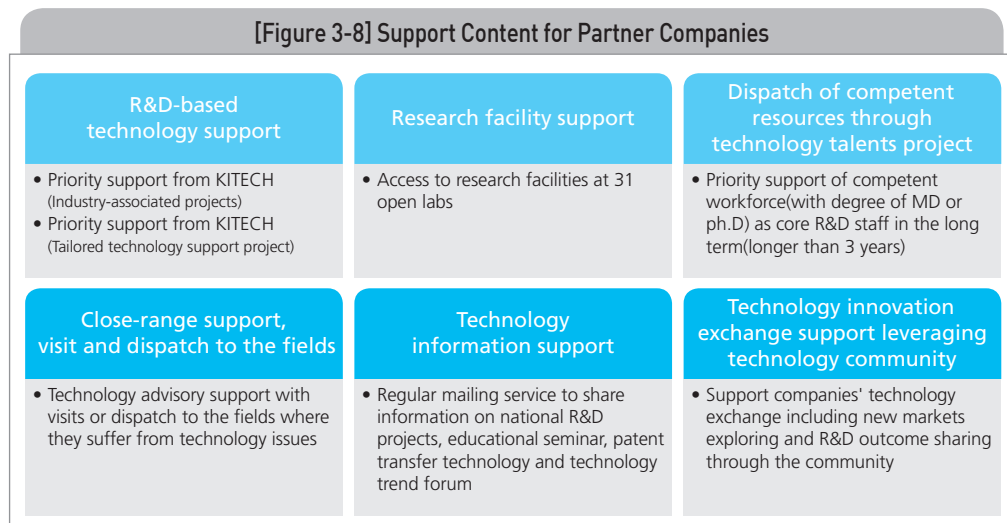 [Figure 3-8] Support Content for Partner Companies
R&D-based
technology support
• Priority support from KITECH
(Industry-associated projects)
• Priority support from KITECH
(Tailored technology support project)
Research facility support
• Access to research facilities at 31
open labs
Dispatch of competent
resources through
technology talents project
• Priority support of competent
workforce(with degree of MD or
ph.D) as core R&D staff in the long
term(longer than 3 years)
Close-range support,
visit and dispatch to the fields
• Technology advisory support with
visits or dispatch to the fields where
they suffer from technology issues
Technology
information support
• Regular mailing service to share
information on national R&D
projects, educational seminar, patent
transfer technology and technology
trend forum
Technology innovation
exchange support leveraging
technology community
• Support companies' technology
exchange including new markets
exploring and R&D outcome sharing
through the community